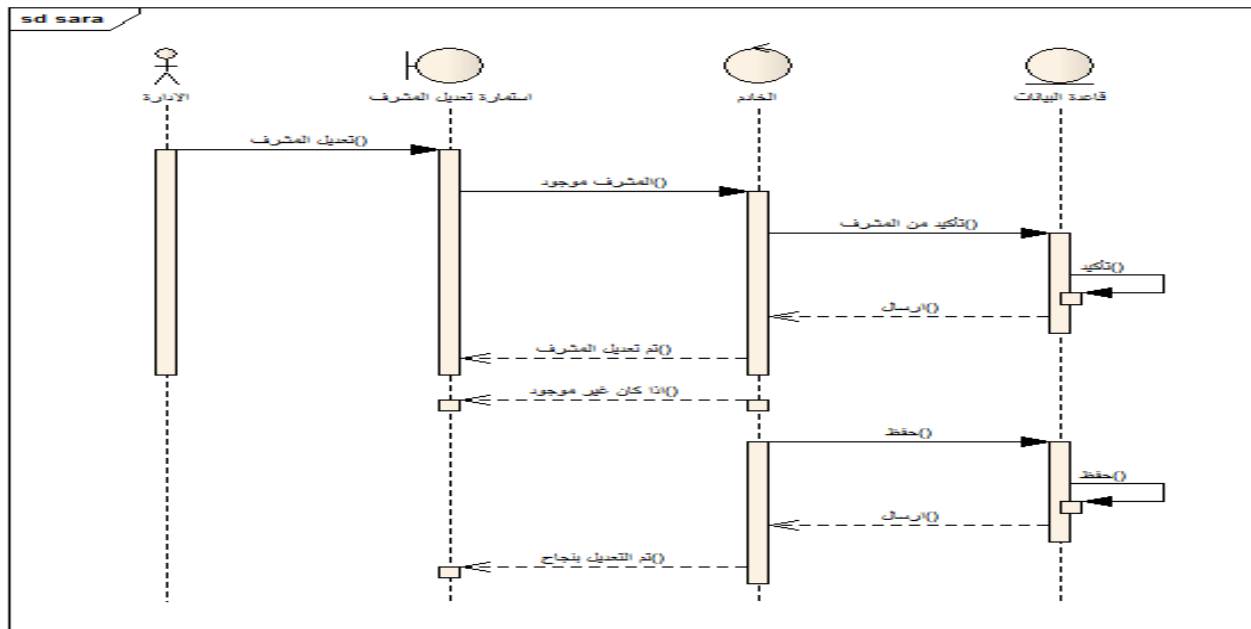 sd sara
الادارة
استمارة تعديل المشرف
الخادم
قاعدة البيانات
تعديل المشرف()
المشرف موجود()
تأكيد من المشرف()
تأكيد()
ارسال()
تم تعديل المشرف()
اذا كان غير موجود()
حفظ()
حفظ()
ارسال()
تم التعديل بنجاح()